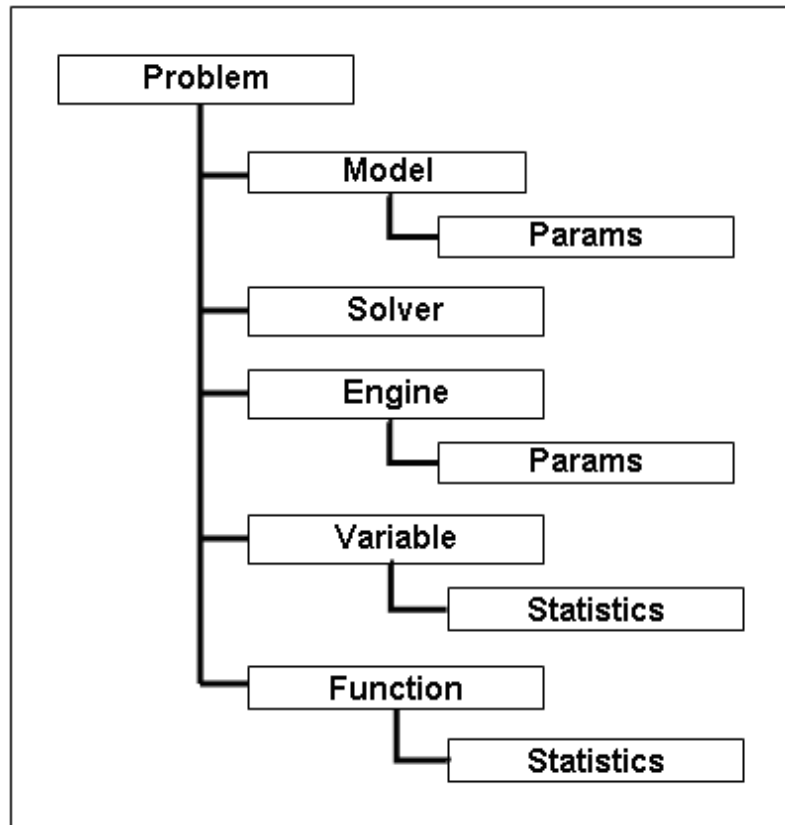 Problem
Model
Params
Solver
Engine
Params
Variable
Statistics
Function
Statistics